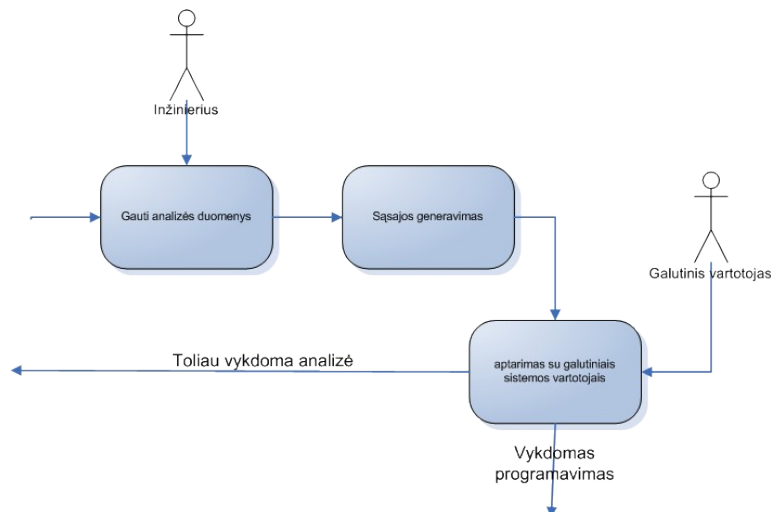 Inžinierius
Gauti analizės duomenys
Sąsajos generavimas
Galutinis vartotojas
Toliau vykdoma analizė
aptarimas su galutiniais
sistemos vartotojais
Vykdomas
programavimas